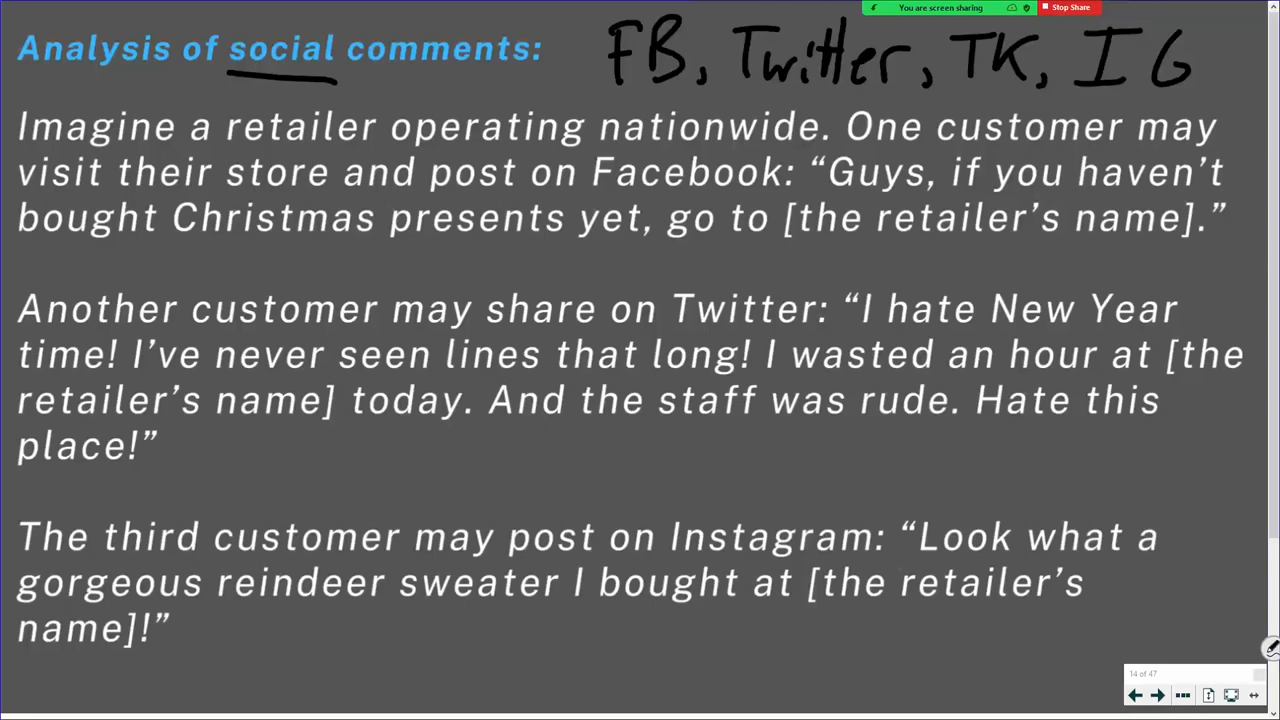 You are screen sharing
Stop Share
Analysis of social comments: FB, Twitter, TK, IG
Imagine a retailer operating nationwide. One customer may
visit their store and post on Facebook: “Guys, if you haven’t
bought Christmas presents yet, go to [the retailer’s name].”
Another customer may share on Twitter: “I hate New Year
time! I’ve never seen lines that long! I wasted an hour at [the
retailer’s name] today. And the staff was rude. Hate this
place!”
The third customer may post on Instagram: “Look what a
gorgeous reindeer sweater I bought at [the retailer’s
name]!”
14 of 47